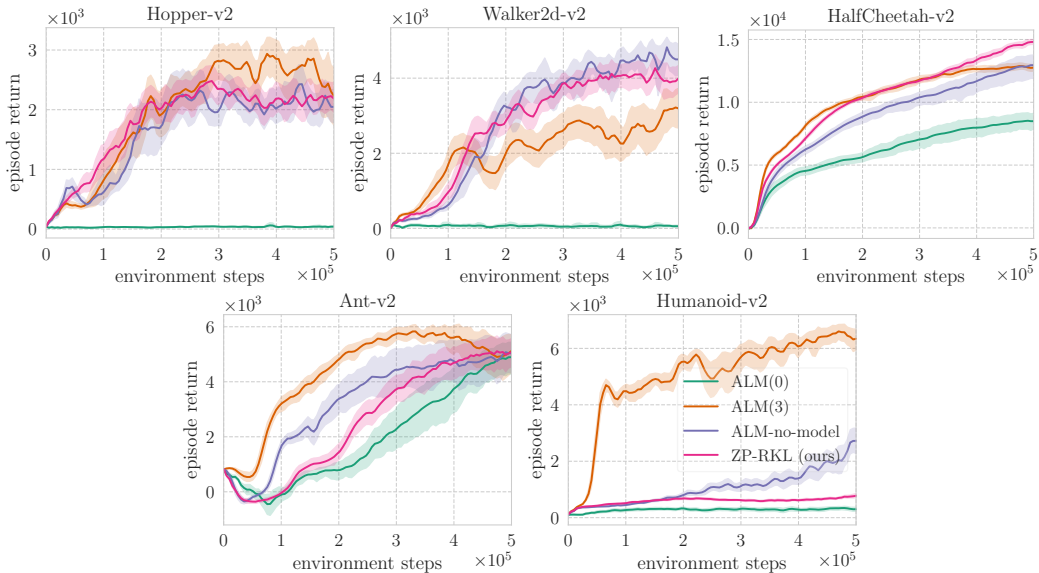 Hopper-v2
×10³
episode return
3
2
1
0
0 1 2 3 4 5
environment steps
×10⁵
Walker2d-v2
×10³
episode return
4
2
0
0 1 2 3 4 5
environment steps
×10⁵
HalfCheetah-v2
×10⁴
episode return
1.5
1.0
0.5
0.0
0 1 2 3 4 5
environment steps
×10⁵
Ant-v2
×10³
episode return
6
4
2
0
0 1 2 3 4 5
environment steps
×10⁵
Humanoid-v2
×10³
episode return
6
4
2
0
ALM(0)
ALM(3)
ALM-no-model
ZP-RKL (ours)
0 1 2 3 4 5
environment steps
×10⁵